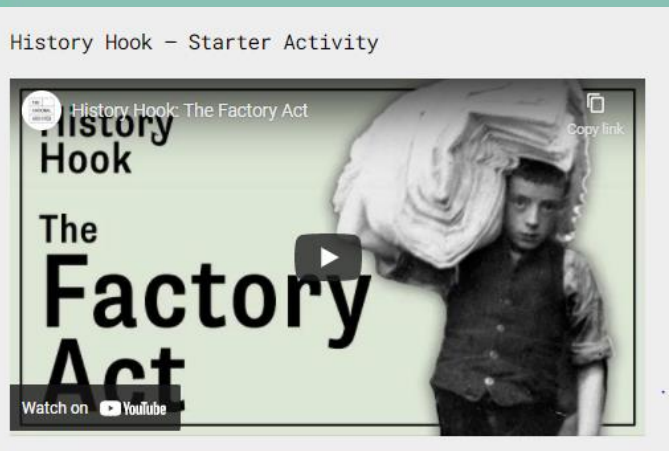 History Hook – Starter Activity
History Hook: The Factory Act
Copy link
History
Hook
The
Factory
Act
Watch on YouTube